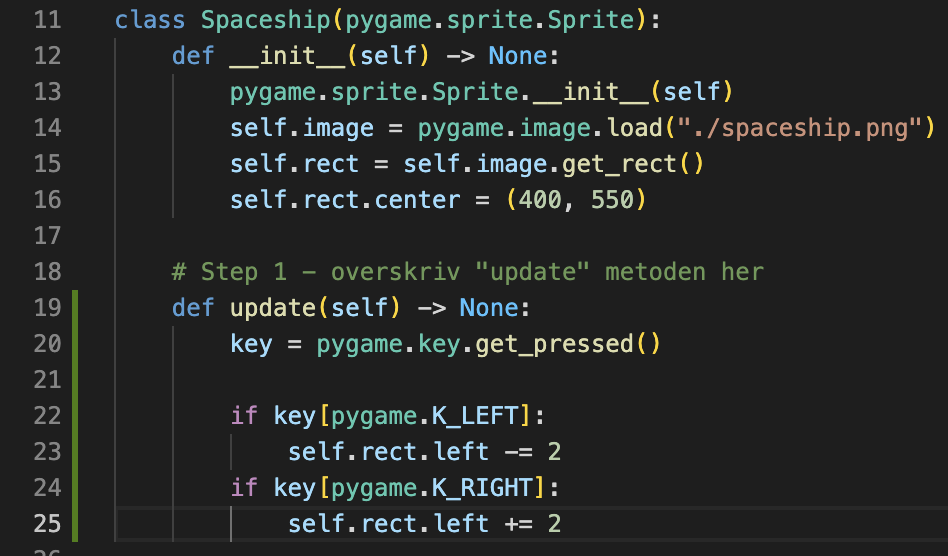 11 class Spaceship(pygame.sprite.Sprite):
12 def __init__(self) -> None:
13 pygame.sprite.Sprite.__init__(self)
14 self.image = pygame.image.load("./spaceship.png")
15 self.rect = self.image.get_rect()
16 self.rect.center = (400, 550)
17
18 # Step 1 - overskriv "update" metoden her
19 def update(self) -> None:
20 key = pygame.key.get_pressed()
21
22 if key[pygame.K_LEFT]:
23 self.rect.left -= 2
24 if key[pygame.K_RIGHT]:
25 self.rect.left += 2